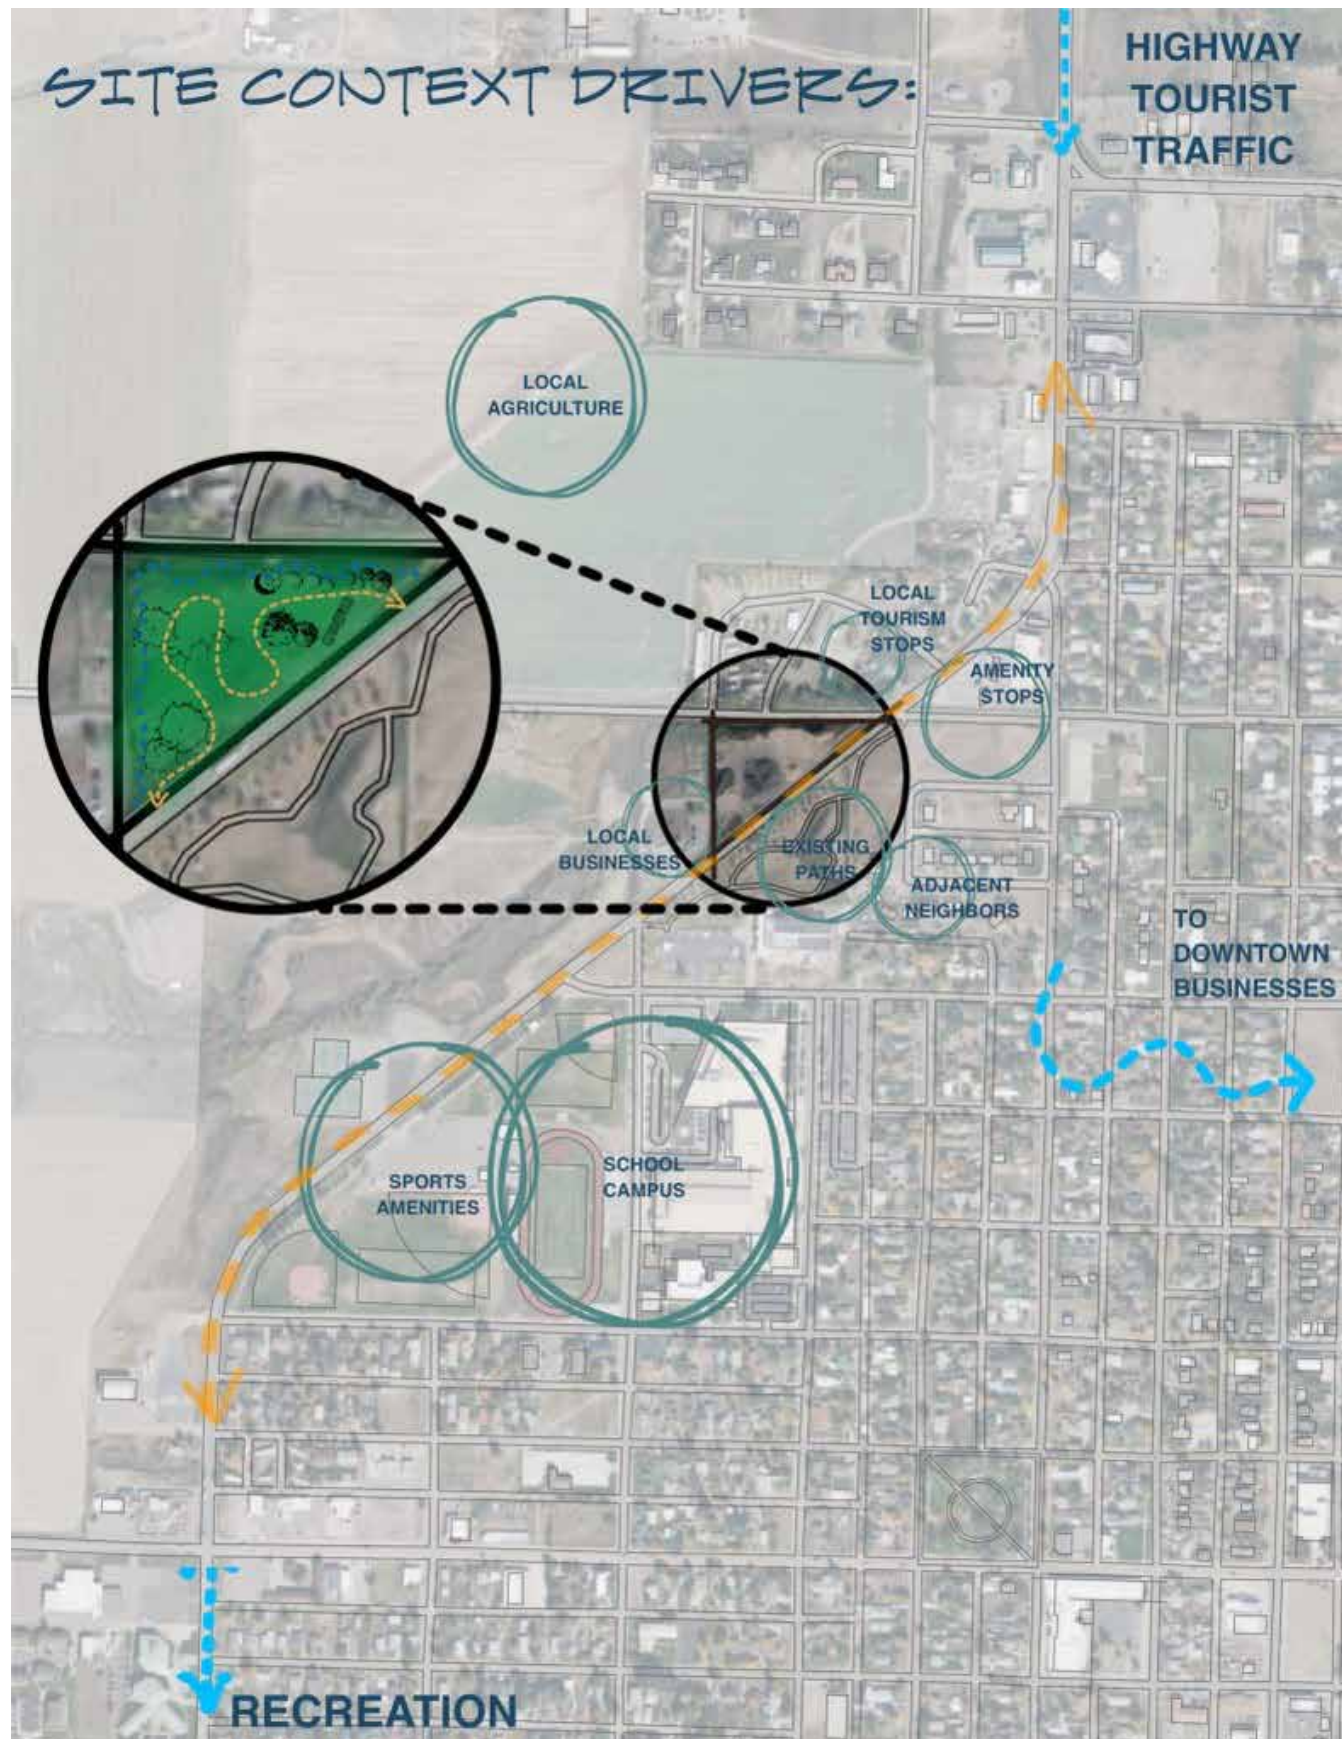 SITE CONTEXT DRIVERS:
HIGHWAY
TOURIST
TRAFFIC
LOCAL
AGRICULTURE
LOCAL
TOURISM
STOPS
AMENITY
STOPS
LOCAL
BUSINESSES
EXISTING
PATHS
ADJACENT
NEIGHBORS
TO
DOWNTOWN
BUSINESSES
SPORTS
AMENITIES
SCHOOL
CAMPUS
RECREATION